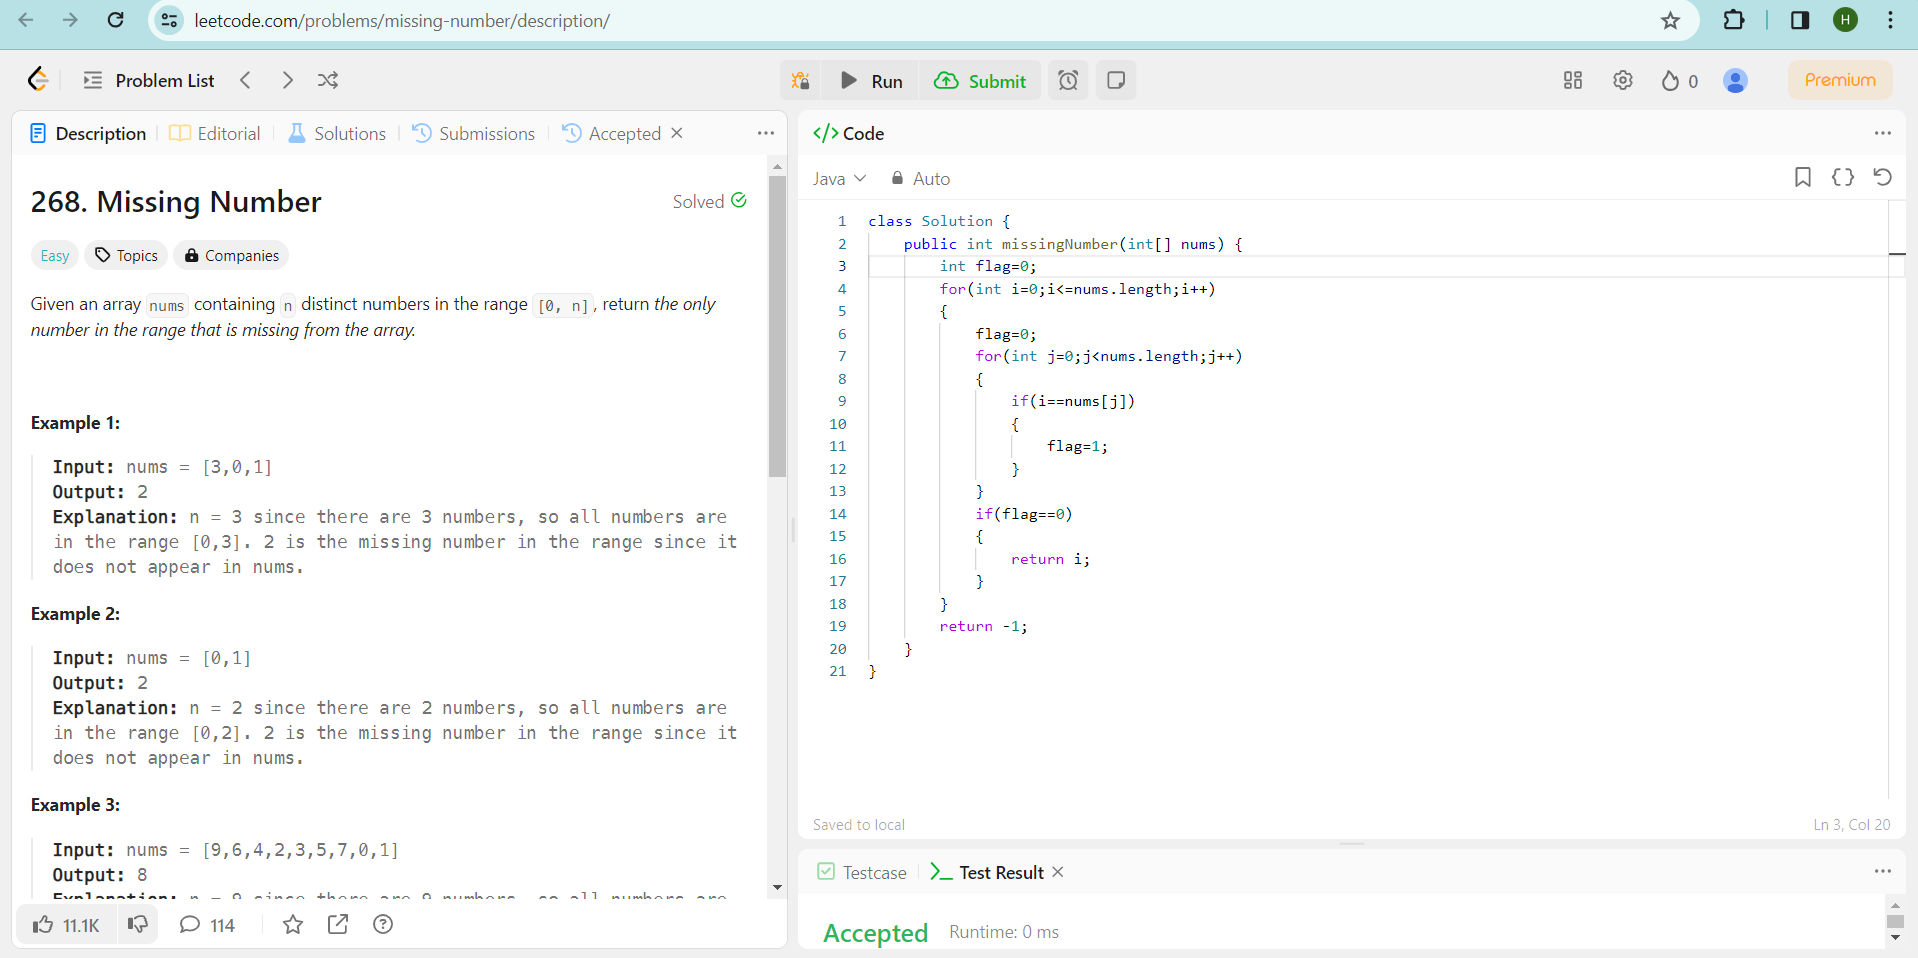 leetcode.com/problems/missing-number/description/
H
Problem List
Run
Submit
0
Premium
Description
Editorial
Solutions
Submissions
Accepted
268. Missing Number
Solved
Easy
Topics
Companies
Given an array nums containing n distinct numbers in the range [0, n], return the only
number in the range that is missing from the array.
Example 1:
Input: nums = [3,0,1]
Output: 2
Explanation: n = 3 since there are 3 numbers, so all numbers are
in the range [0,3]. 2 is the missing number in the range since it
does not appear in nums.
Example 2:
Input: nums = [0,1]
Output: 2
Explanation: n = 2 since there are 2 numbers, so all numbers are
in the range [0,2]. 2 is the missing number in the range since it
does not appear in nums.
Example 3:
Input: nums = [9,6,4,2,3,5,7,0,1]
Output: 8
Explanation: n = 9 since there are 9 numbers, so all numbers are
11.1K
114
</> Code
Java
Auto
1 class Solution {
2 public int missingNumber(int[] nums) {
3 int flag=0;
4 for(int i=0;i<=nums.length;i++)
5 {
6 flag=0;
7 for(int j=0;j<nums.length;j++)
8 {
9 if(i==nums[j])
10 {
11 flag=1;
12 }
13 }
14 if(flag==0)
15 {
16 return i;
17 }
18 }
19 return -1;
20 }
21 }
Saved to local
Ln 3, Col 20
Testcase
Test Result
Accepted
Runtime: 0 ms